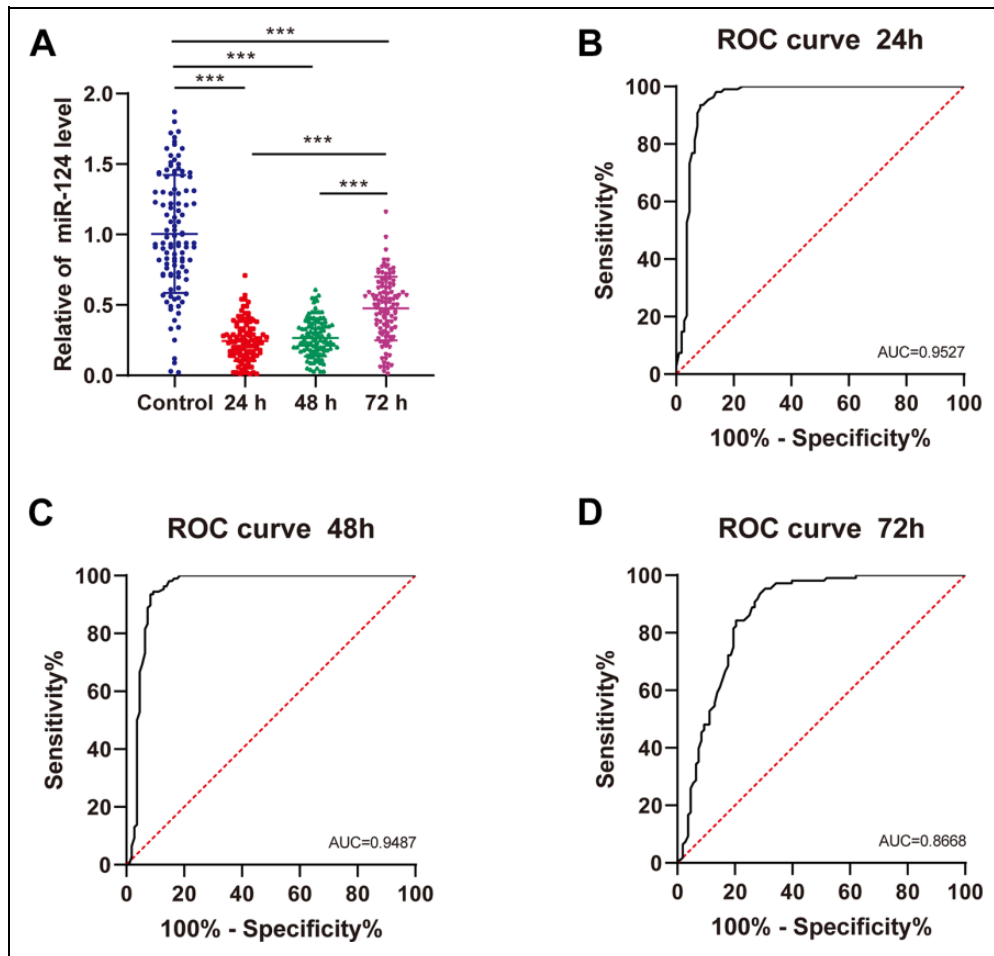 A
***
***
***
***
***
Relative of miR-124 level
2.0
1.5
1.0
0.5
0.0
Control 24 h 48 h 72 h
B
ROC curve 24h
Sensitivity%
100
80
60
40
20
0
AUC=0.9527
0 20 40 60 80 100
100% - Specificity%
C
ROC curve 48h
Sensitivity%
100
80
60
40
20
0
AUC=0.9487
0 20 40 60 80 100
100% - Specificity%
D
ROC curve 72h
Sensitivity%
100
80
60
40
20
0
AUC=0.8668
0 20 40 60 80 100
100% - Specificity%